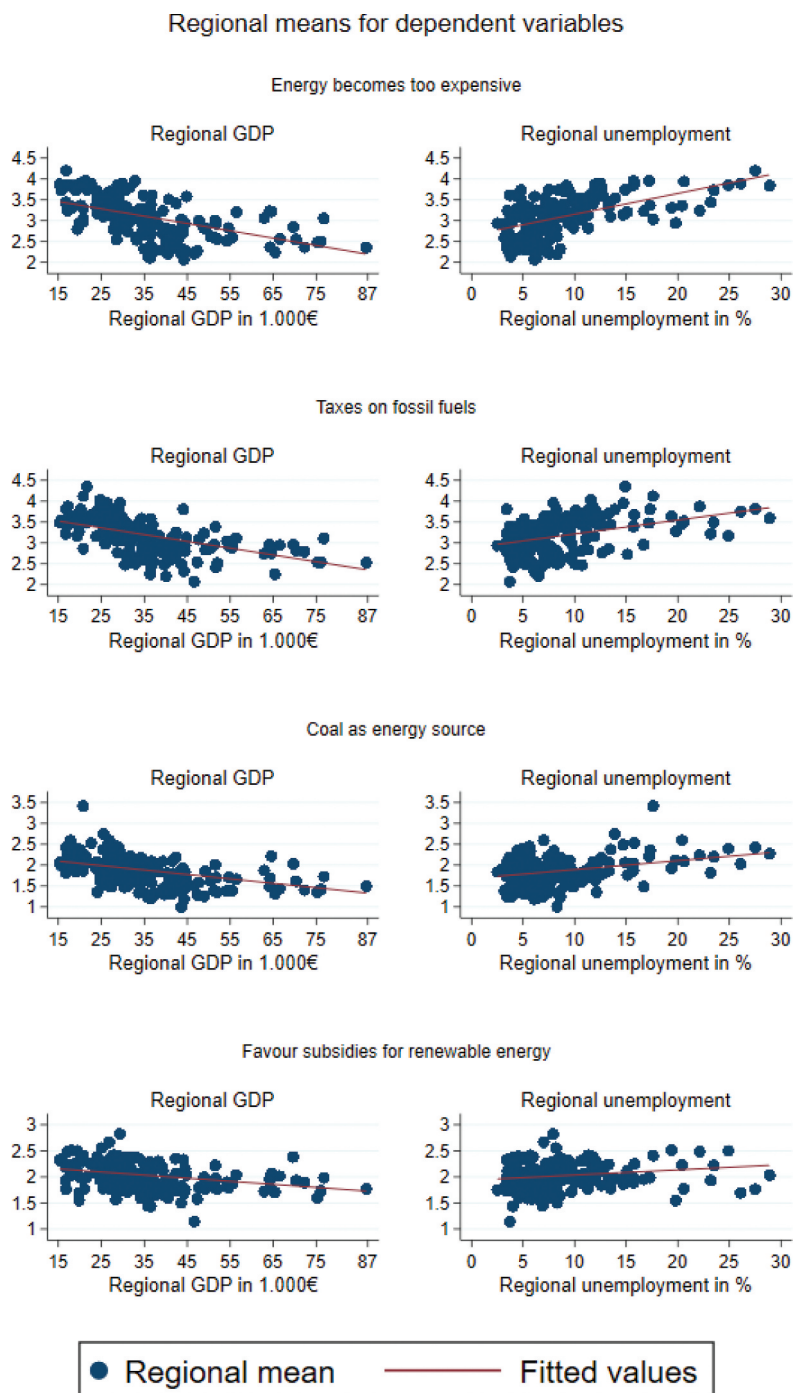 Regional means for dependent variables
Energy becomes too expensive
Regional GDP
4.5
4
3.5
3
2.5
2
15 25 35 45 55 65 75 87
Regional GDP in 1.000€
Regional unemployment
4.5
4
3.5
3
2.5
2
0 5 10 15 20 25 30
Regional unemployment in %
Taxes on fossil fuels
Regional GDP
4.5
4
3.5
3
2.5
2
15 25 35 45 55 65 75 87
Regional GDP in 1.000€
Regional unemployment
4.5
4
3.5
3
2.5
2
0 5 10 15 20 25 30
Regional unemployment in %
Coal as energy source
Regional GDP
3.5
3
2.5
2
1.5
1
15 25 35 45 55 65 75 87
Regional GDP in 1.000€
Regional unemployment
3.5
3
2.5
2
1.5
1
0 5 10 15 20 25 30
Regional unemployment in %
Favour subsidies for renewable energy
Regional GDP
3
2.5
2
1.5
1
15 25 35 45 55 65 75 87
Regional GDP in 1.000€
Regional unemployment
3
2.5
2
1.5
1
0 5 10 15 20 25 30
Regional unemployment in %
Regional mean Fitted values